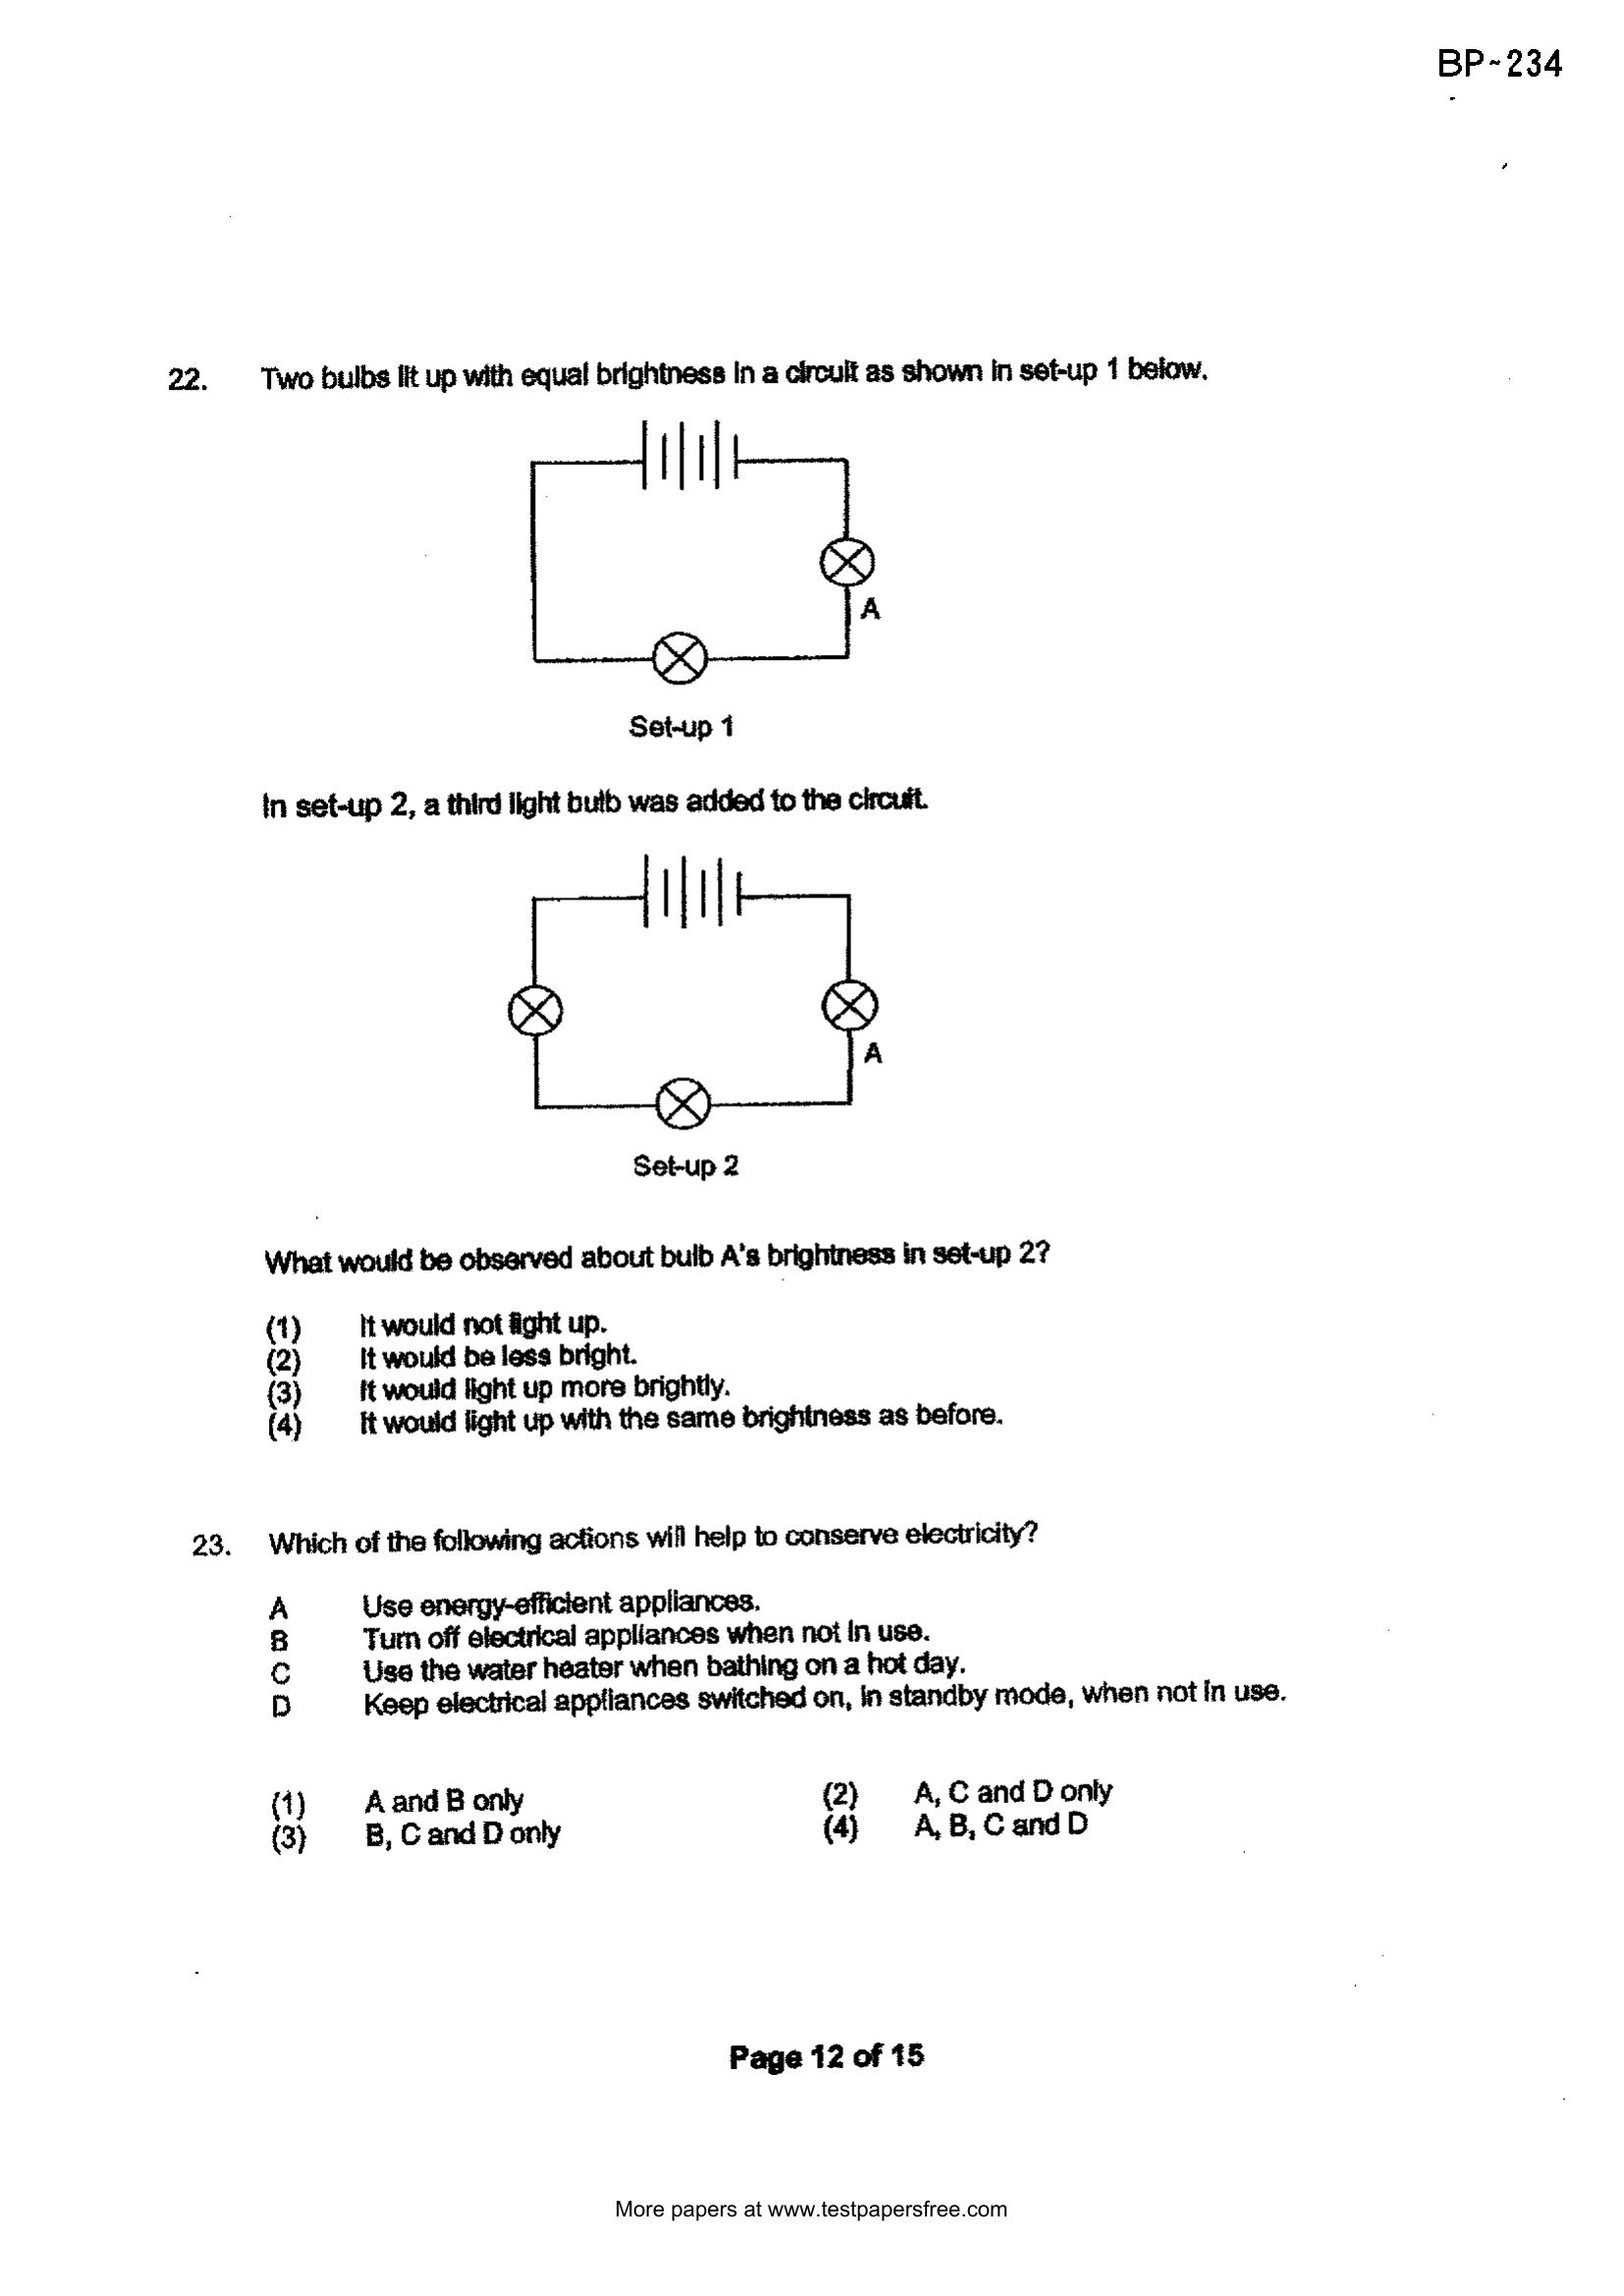 BP~234
22. Two bulbs lit up with equal brightness in a circuit as shown in set-up 1 below.
A
Set-up 1
In set-up 2, a third light bulb was added to the circuit.
A
Set-up 2
What would be observed about bulb A's brightness in set-up 2?
(1) It would not light up.
(2) It would be less bright.
(3) It would light up more brightly.
(4) It would light up with the same brightness as before.
23. Which of the following actions will help to conserve electricity?
A Use energy-efficient appliances.
B Turn off electrical appliances when not in use.
C Use the water heater when bathing on a hot day.
D Keep electrical appliances switched on, in standby mode, when not in use.
(1) A and B only (2) A, C and D only
(3) B, C and D only (4) A, B, C and D
Page 12 of 15
More papers at www.testpapersfree.com